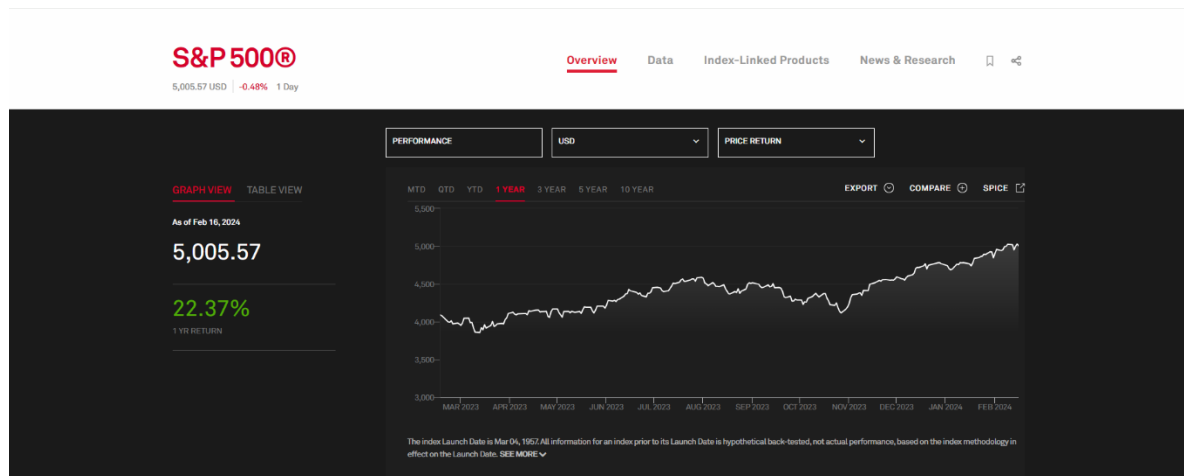 S&P 500®
Overview Data Index-Linked Products News & Research
5,005.57 USD -0.48% 1 Day
PERFORMANCE USD PRICE RETURN
GRAPH VIEW TABLE VIEW
As of Feb 16, 2024
5,005.57
22.37%
1 YR RETURN
MTD QTD YTD 1 YEAR 3 YEAR 5 YEAR 10 YEAR
EXPORT COMPARE SPICE
5,500
5,000
4,500
4,000
3,500
3,000
MAR 2023 APR 2023 MAY 2023 JUN 2023 JUL 2023 AUG 2023 SEP 2023 OCT 2023 NOV 2023 DEC 2023 JAN 2024 FEB 2024
The index Launch Date is Mar 04, 1957. All information for an index prior to its Launch Date is hypothetical back-tested, not actual performance, based on the index methodology in
effect on the Launch Date. SEE MORE